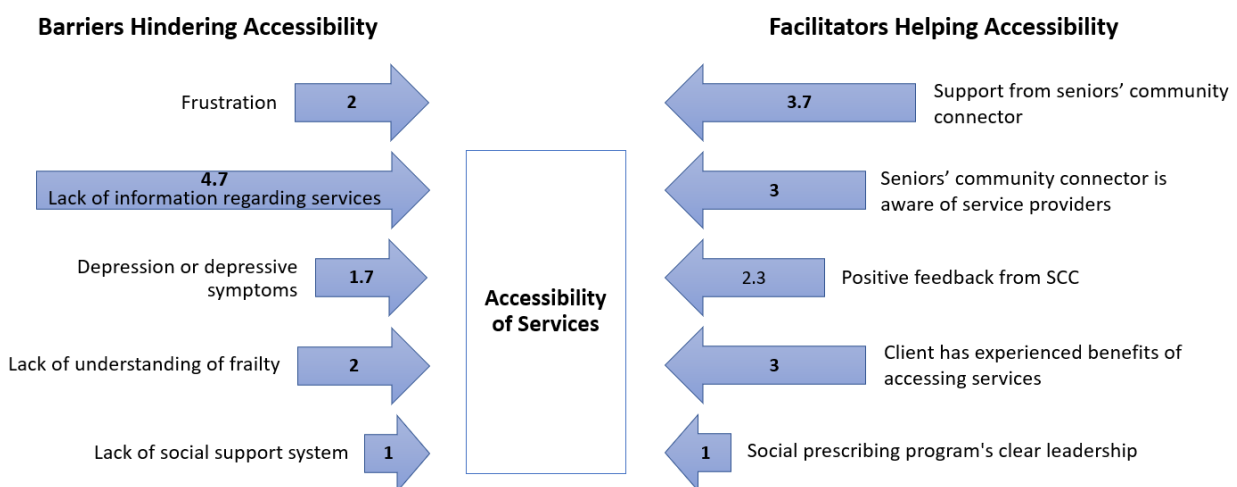 Barriers Hindering Accessibility
Facilitators Helping Accessibility
Frustration
2
3.7
Support from seniors’ community
connector
4.7
Lack of information regarding services
3
Seniors’ community connector is
aware of service providers
Depression or depressive
symptoms
1.7
Accessibility
of Services
2.3
Positive feedback from SCC
Lack of understanding of frailty
2
3
Client has experienced benefits of
accessing services
Lack of social support system
1
1
Social prescribing program's clear leadership